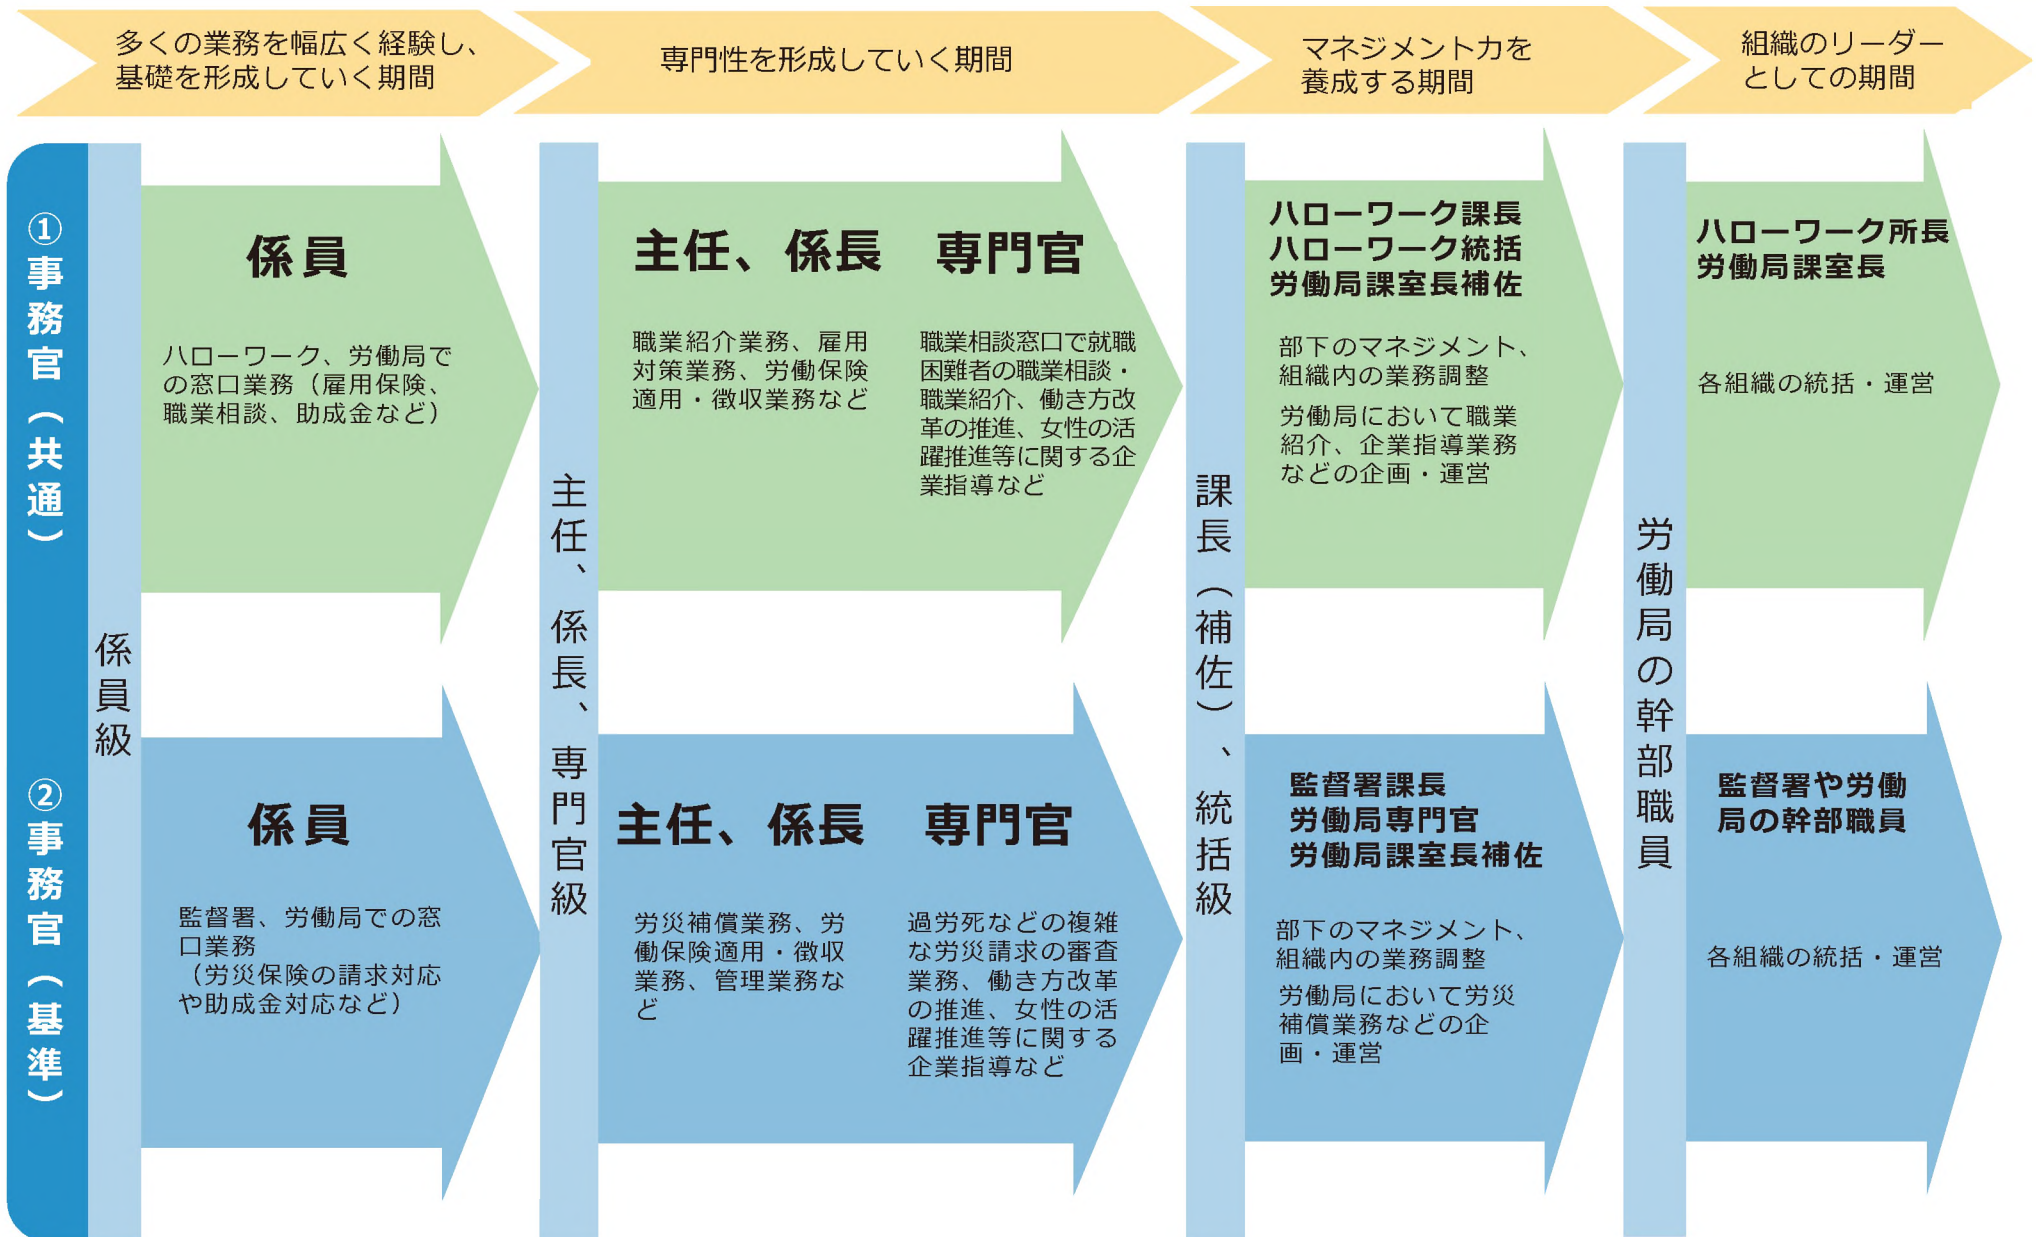 多くの業務を幅広く経験し、
基礎を形成していく期間
専門性を形成していく期間
マネジメント力を
養成する期間
組織のリーダー
としての期間
①事務官（共通）
②事務官（基準）
係員級
係員
ハローワーク、労働局で
の窓口業務（雇用保険、
職業相談、助成金など）
係員
監督署、労働局での窓
口業務
（労災保険の請求対応
や助成金対応など）
主任、係長、専門官級
主任、係長
職業紹介業務、雇用
対策業務、労働保険
適用・徴収業務など
専門官
職業相談窓口で就職
困難者の職業相談・
職業紹介、働き方改
革の推進、女性の活
躍推進等に関する企
業指導など
主任、係長
労災補償業務、労
働保険適用・徴収
業務、管理業務な
ど
専門官
過労死などの複雑
な労災請求の審査
業務、働き方改革
の推進、女性の活
躍推進等に関する
企業指導など
課長（補佐）、統括級
ハローワーク課長
ハローワーク統括
労働局課室長補佐
部下のマネジメント、
組織内の業務調整
労働局において職業
紹介、企業指導業務
などの企画・運営
監督署課長
労働局専門官
労働局課室長補佐
部下のマネジメント、
組織内の業務調整
労働局において労災
補償業務などの企
画・運営
労働局の幹部職員
ハローワーク所長
労働局課室長
各組織の統括・運営
監督署や労働
局の幹部職員
各組織の統括・運営